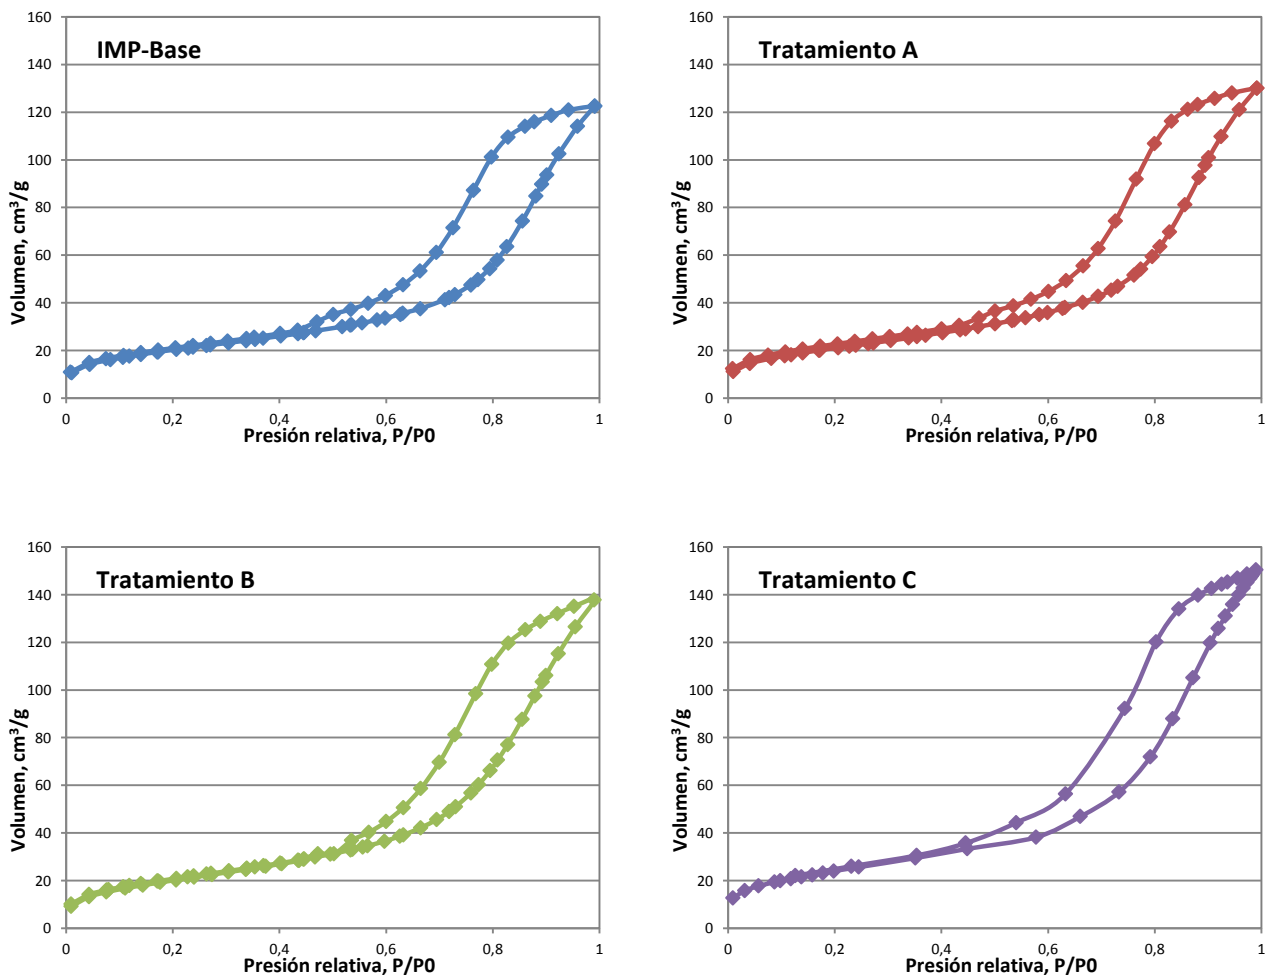 IMP-Base
Volumen, cm³/g
160
140
120
100
80
60
40
20
0
0 0,2 0,4 0,6 0,8 1
Presión relativa, P/P0
Tratamiento A
Volumen, cm³/g
160
140
120
100
80
60
40
20
0
0 0,2 0,4 0,6 0,8 1
Presión relativa, P/P0
Tratamiento B
Volumen, cm³/g
160
140
120
100
80
60
40
20
0
0 0,2 0,4 0,6 0,8 1
Presión relativa, P/P0
Tratamiento C
Volumen, cm³/g
160
140
120
100
80
60
40
20
0
0 0,2 0,4 0,6 0,8 1
Presión relativa, P/P0